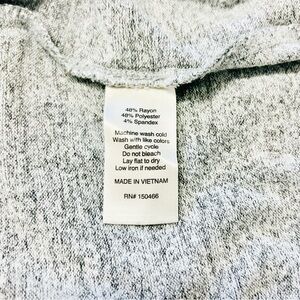 48% Rayon
48% Polyester
4% Spandex
Machine wash cold
Wash with like colors
Gentle cycle
Do not bleach
Lay flat to dry
Low iron if needed
MADE IN VIETNAM
RN# 150466